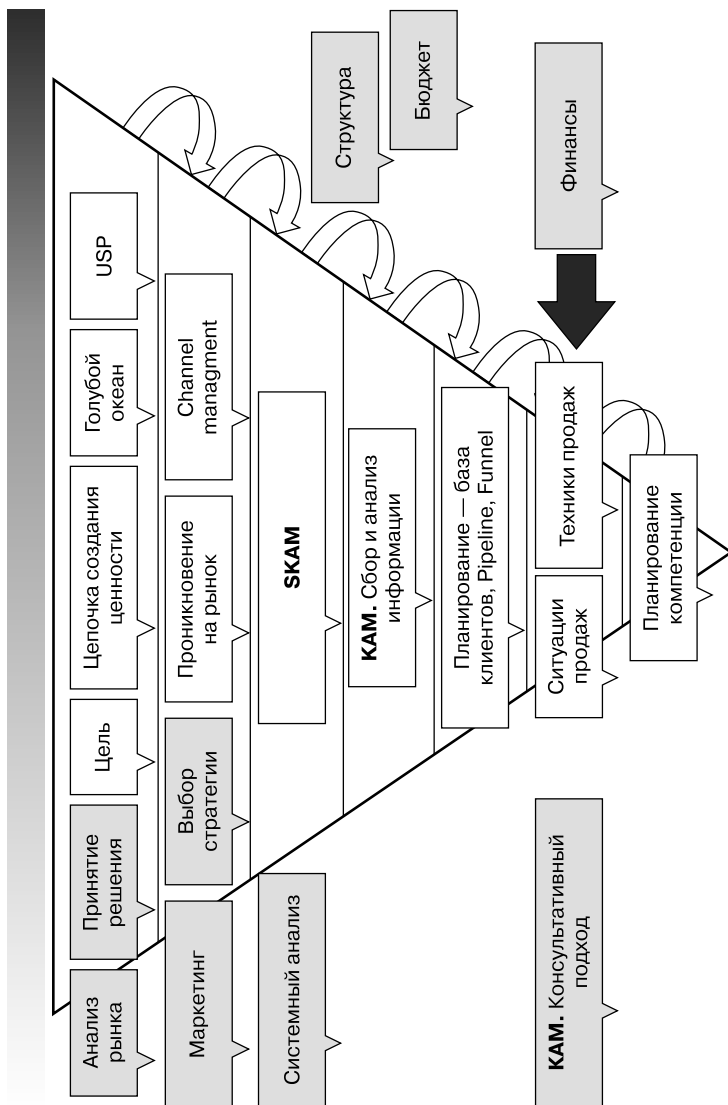 Анализ
рынка
Принятие
решения
Цель
Цепочка создания
ценности
Голубой
океан
USP
Маркетинг
Выбор
стратегии
Проникновение
на рынок
Channel
managment
Системный анализ
SKAM
Структура
КАМ. Сбор и анализ
информации
Бюджет
Планирование — база
клиентов, Pipeline, Funnel
КАМ. Консультативный
подход
Ситуации
продаж
Техники продаж
Финансы
Планирование
компетенции